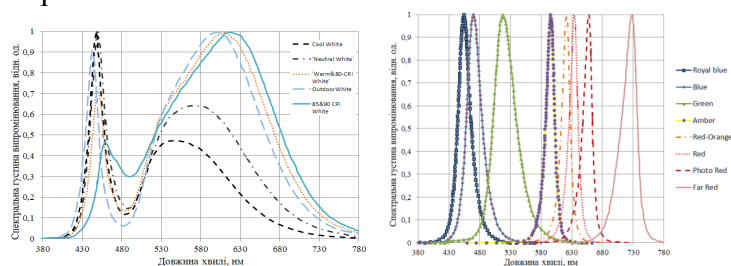 Спектральна густина випромінювання, відн. од.
1
0,9
0,8
0,7
0,6
0,5
0,4
0,3
0,2
0,1
0
380 430 480 530 580 630 680 730 780
Довжина хвилі, нм
Cool White
'Neutral White'
'Warm&80-CRI
White'
OutdoorWhite'
85&90 CRI
White
Спектральна густина випромінювання, відн. од.
1
0,9
0,8
0,7
0,6
0,5
0,4
0,3
0,2
0,1
0
380 430 480 530 580 630 680 730 780
Довжина хвилі, нм
Royal blue
Blue
Green
Amber
Red-Orange
Red
Photo Red
Far Red